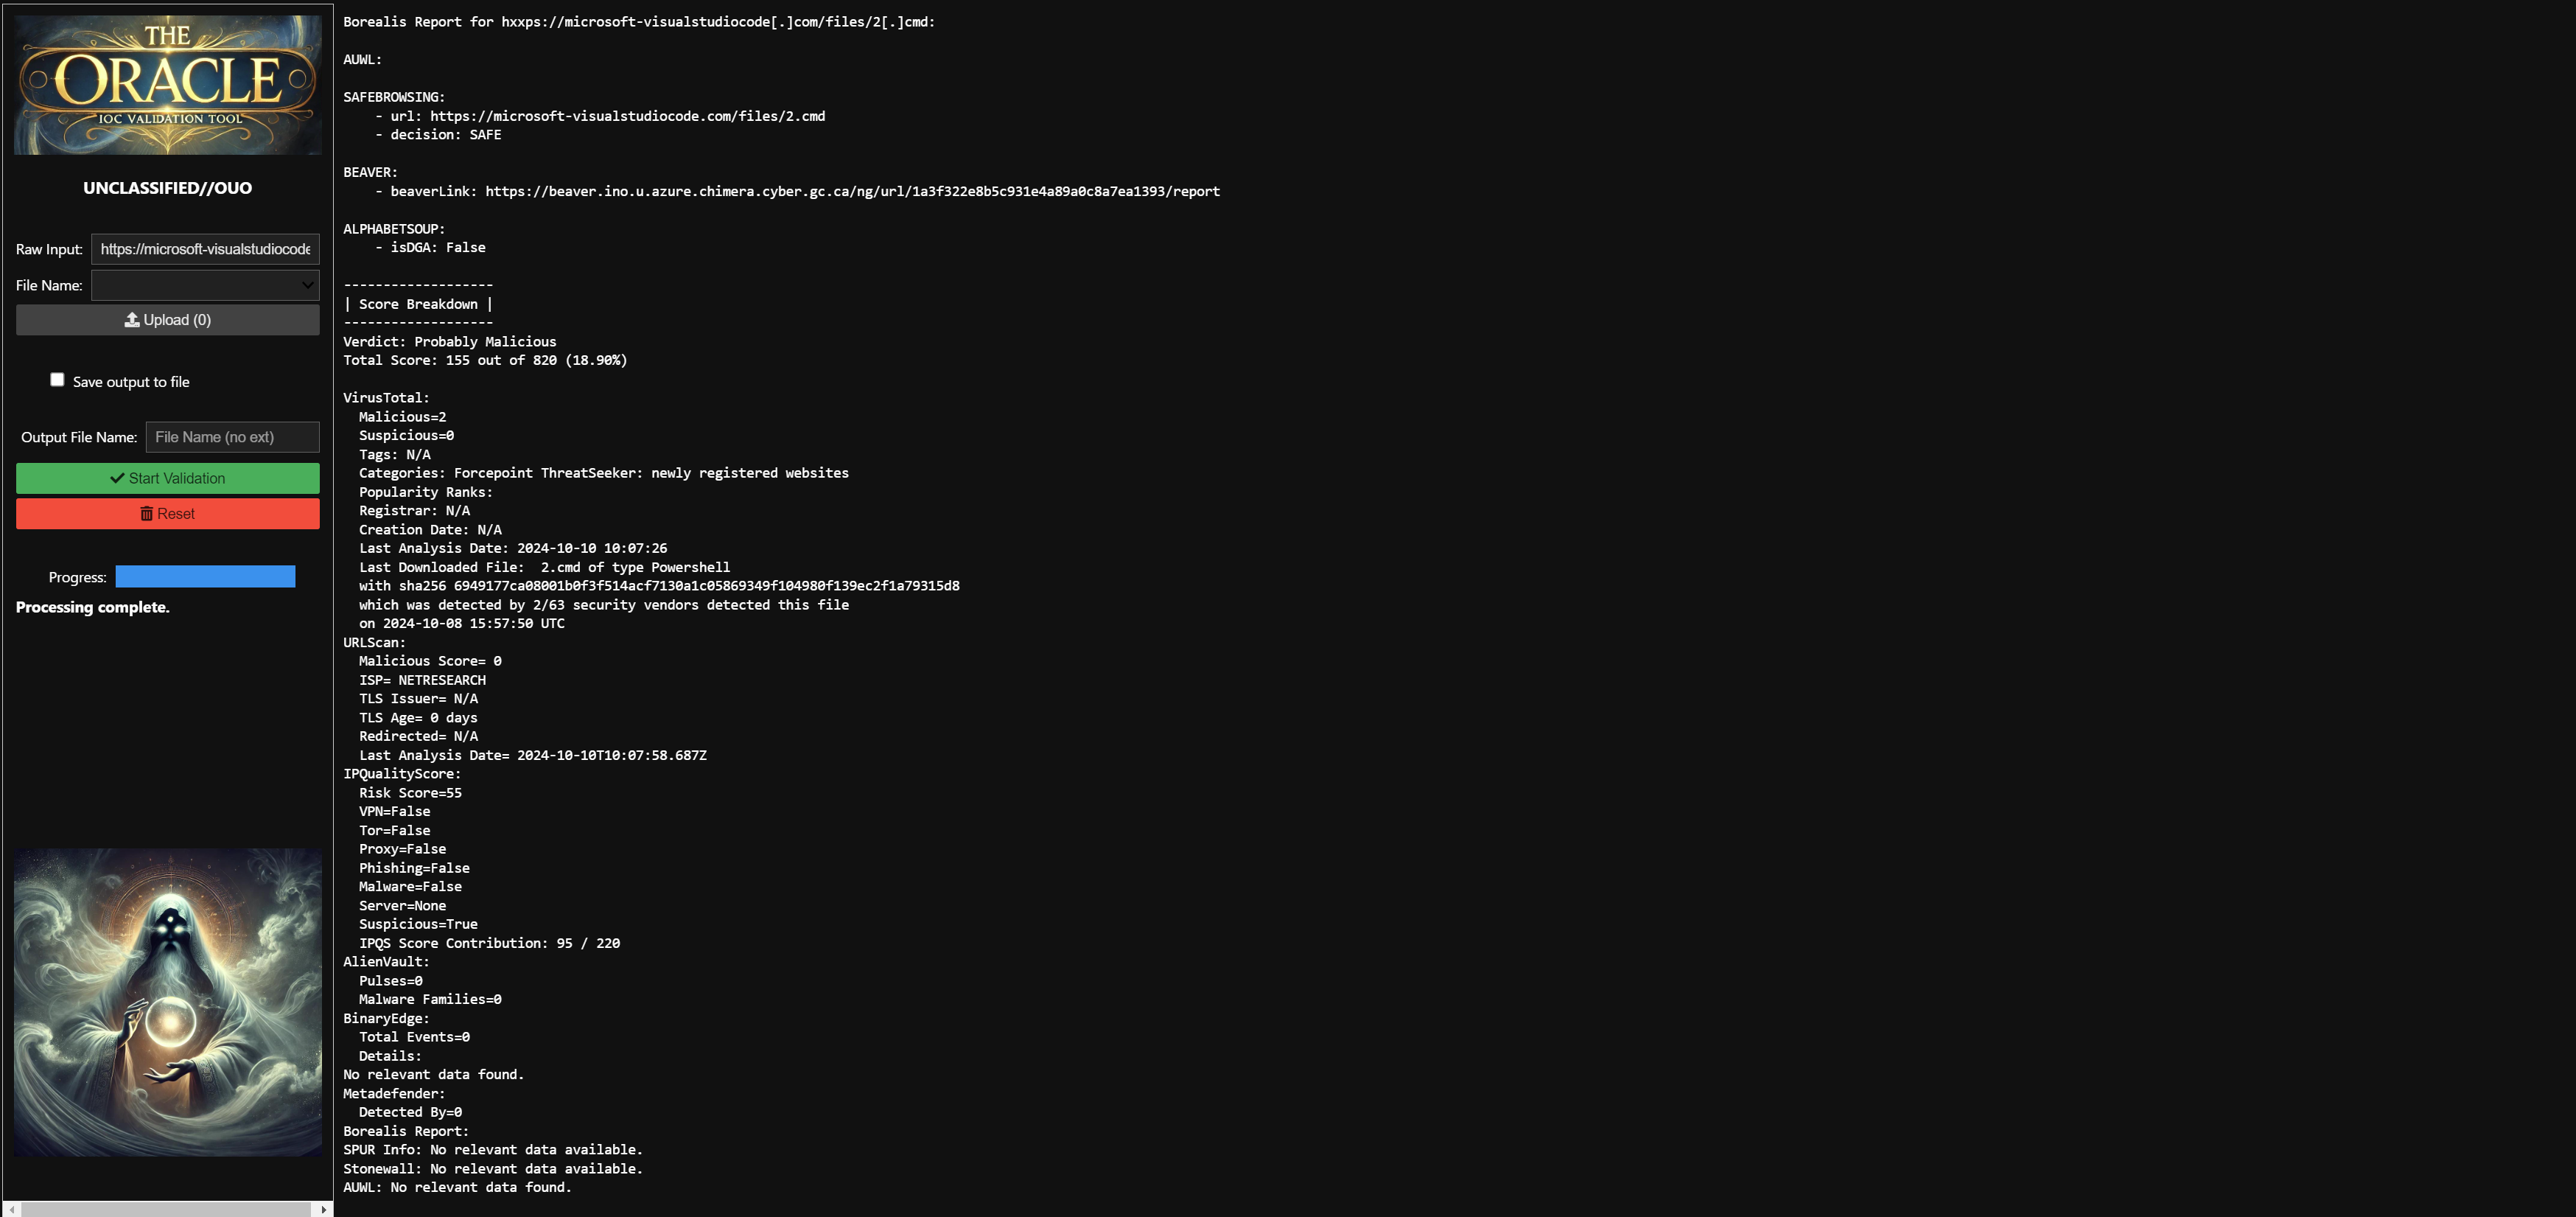 THE
ORACLE
IOC VALIDATION TOOL
UNCLASSIFIED//OUO
Raw Input: https://microsoft-visualstudiocode
File Name:
Upload (0)
Save output to file
Output File Name: File Name (no ext)
Start Validation
Reset
Progress:
Processing complete.
Borealis Report for hxxps://microsoft-visualstudiocode[.]com/files/2[.]cmd:
AUWL:
SAFEBROWSING:
- url: https://microsoft-visualstudiocode.com/files/2.cmd
- decision: SAFE
BEAVER:
- beaverLink: https://beaver.ino.u.azure.chimera.cyber.gc.ca/ng/url/1a3f322e8b5c931e4a89a0c8a7ea1393/report
ALPHABETSOUP:
- isDGA: False
-------------------
| Score Breakdown |
-------------------
Verdict: Probably Malicious
Total Score: 155 out of 820 (18.90%)
VirusTotal:
Malicious=2
Suspicious=0
Tags: N/A
Categories: Forcepoint ThreatSeeker: newly registered websites
Popularity Ranks:
Registrar: N/A
Creation Date: N/A
Last Analysis Date: 2024-10-10 10:07:26
Last Downloaded File:  2.cmd of type Powershell
with sha256 6949177ca08001b0f3f514acf7130a1c05869349f104980f139ec2f1a79315d8
which was detected by 2/63 security vendors detected this file
on 2024-10-08 15:57:50 UTC
URLScan:
Malicious Score= 0
ISP= NETRESEARCH
TLS Issuer= N/A
TLS Age= 0 days
Redirected= N/A
Last Analysis Date= 2024-10-10T10:07:58.687Z
IPQualityScore:
Risk Score=55
VPN=False
Tor=False
Proxy=False
Phishing=False
Malware=False
Server=None
Suspicious=True
IPQS Score Contribution: 95 / 220
AlienVault:
Pulses=0
Malware Families=0
BinaryEdge:
Total Events=0
Details:
No relevant data found.
Metadefender:
Detected By=0
Borealis Report:
SPUR Info: No relevant data available.
Stonewall: No relevant data available.
AUWL: No relevant data found.